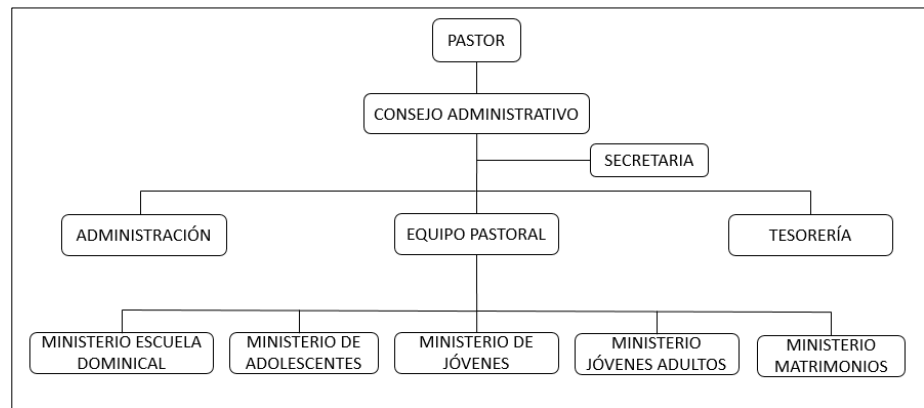 PASTOR
CONSEJO ADMINISTRATIVO
SECRETARIA
ADMINISTRACIÓN
EQUIPO PASTORAL
TESORERÍA
MINISTERIO ESCUELA
DOMINICAL
MINISTERIO DE
ADOLESCENTES
MINISTERIO DE
JÓVENES
MINISTERIO
JÓVENES ADULTOS
MINISTERIO
MATRIMONIOS